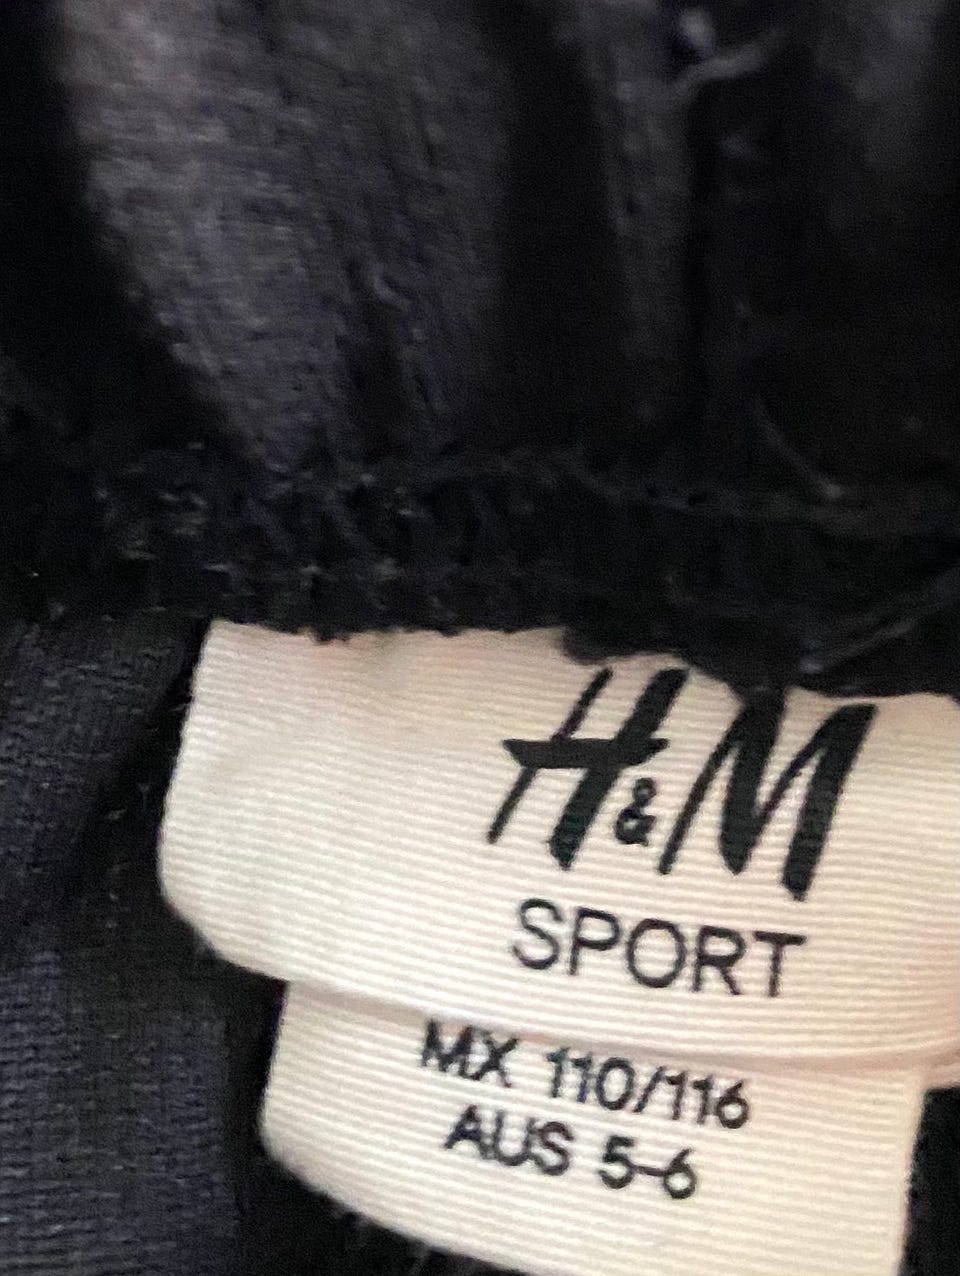 H&M
SPORT
MX 110/116
AUS 5-6